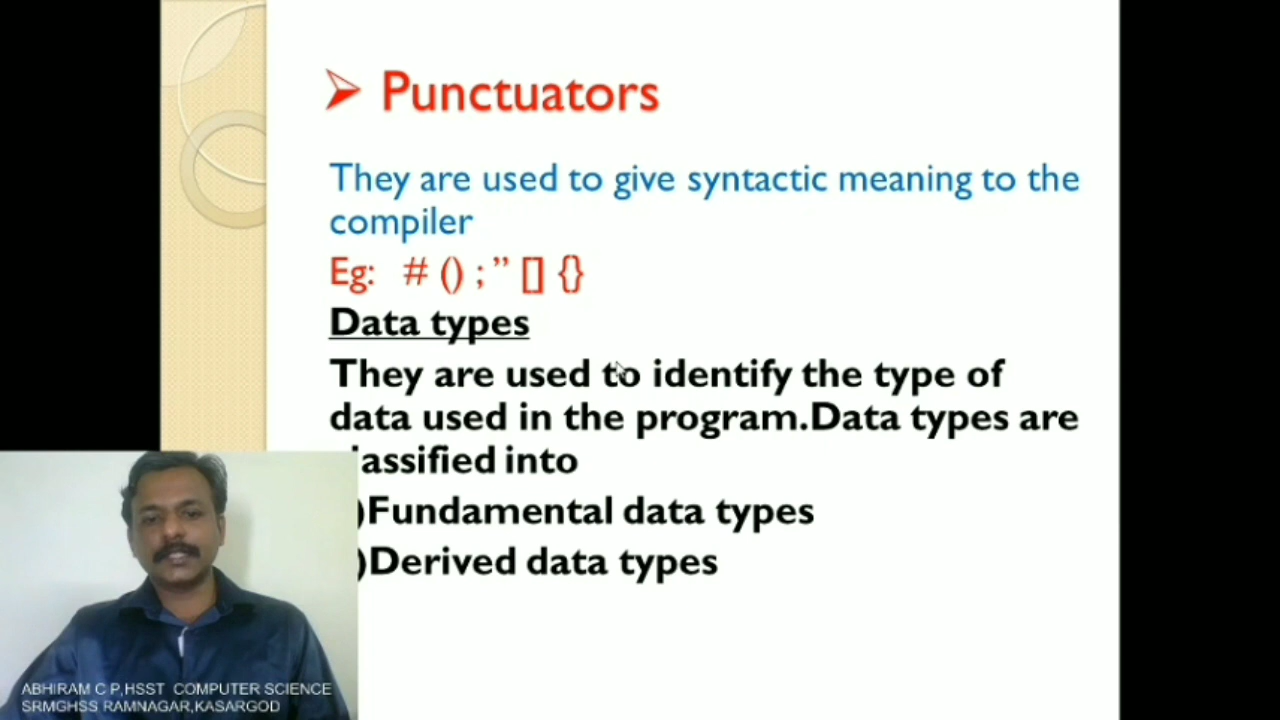 Punctuators
They are used to give syntactic meaning to the
compiler
Eg: # () ; ” [] {}
Data types
They are used to identify the type of
data used in the program.Data types are
lassified into
)Fundamental data types
)Derived data types
ABHIRAM C P,HSST COMPUTER SCIENCE
SRMGHSS RAMNAGAR,KASARGOD